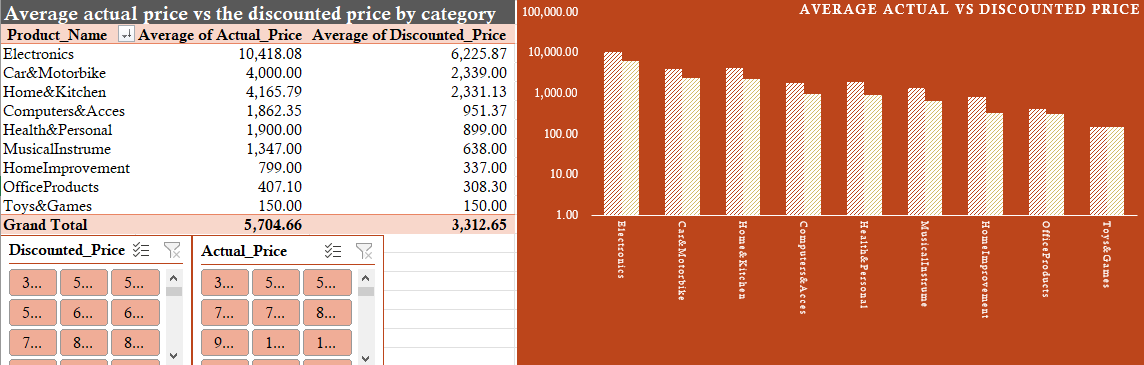 Average actual price vs the discounted price by category
Product_Name Average of Actual_Price Average of Discounted_Price
Electronics 10,418.08 6,225.87
Car&Motorbike 4,000.00 2,339.00
Home&Kitchen 4,165.79 2,331.13
Computers&Acces 1,862.35 951.37
Health&Personal 1,900.00 899.00
MusicalInstrume 1,347.00 638.00
HomeImprovement 799.00 337.00
OfficeProducts 407.10 308.30
Toys&Games 150.00 150.00
Grand Total 5,704.66 3,312.65
Discounted_Price
3... 5... 5...
5... 6... 6...
7... 8... 8...
Actual_Price
3... 5... 5...
7... 7... 8...
9... 1... 1...
AVERAGE ACTUAL VS DISCOUNTED PRICE
100,000.00
10,000.00
1,000.00
100.00
10.00
1.00
Electronics
Car&Motorbike
Home&Kitchen
Computers&Acces
Health&Personal
MusicalInstrume
HomeImprovement
OfficeProducts
Toys&Games